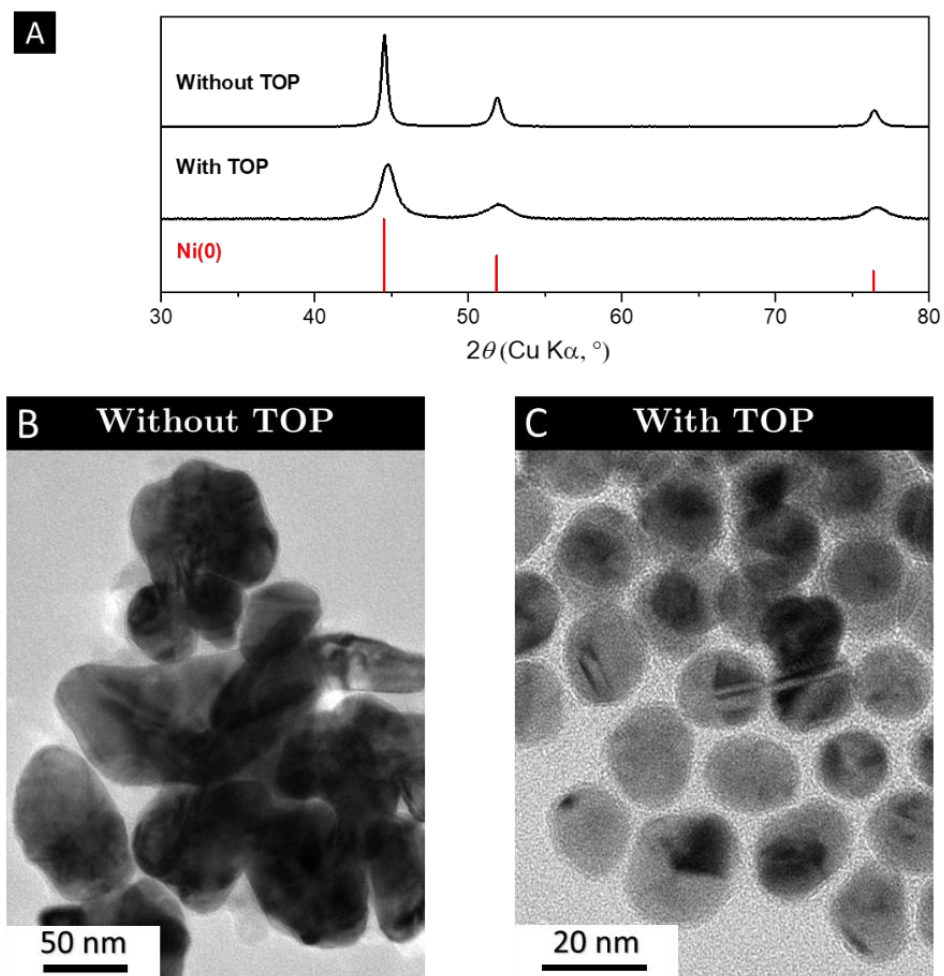 A
Without TOP
With TOP
Ni(0)
30 40 50 60 70 80
2θ (Cu Kα, °)
B Without TOP
C With TOP
50 nm
20 nm